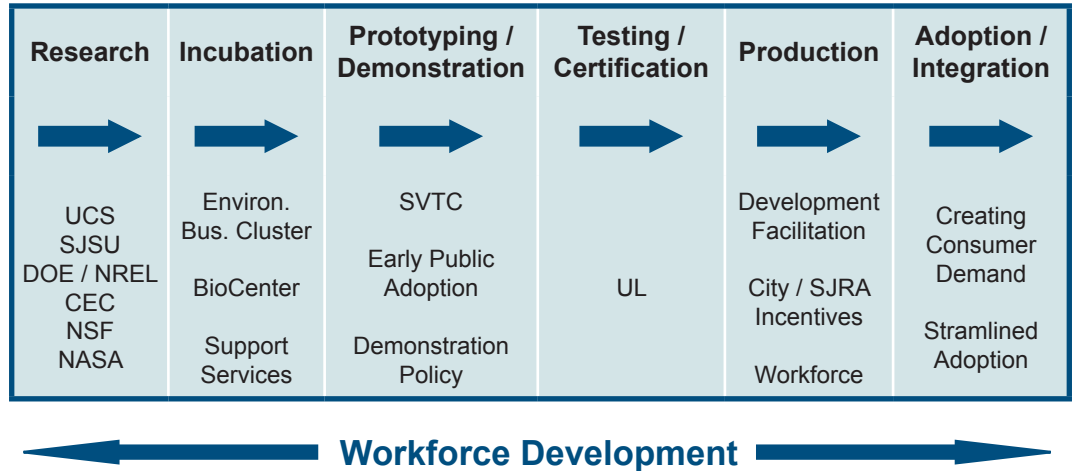 Research
Incubation
Prototyping /
Demonstration
Testing /
Certification
Production
Adoption /
Integration
UCS
SJSU
DOE / NREL
CEC
NSF
NASA
Environ.
Bus. Cluster
BioCenter
Support
Services
SVTC
Early Public
Adoption
Demonstration
Policy
UL
Development
Facilitation
City / SJRA
Incentives
Workforce
Creating
Consumer
Demand
Stramlined
Adoption
Workforce Development